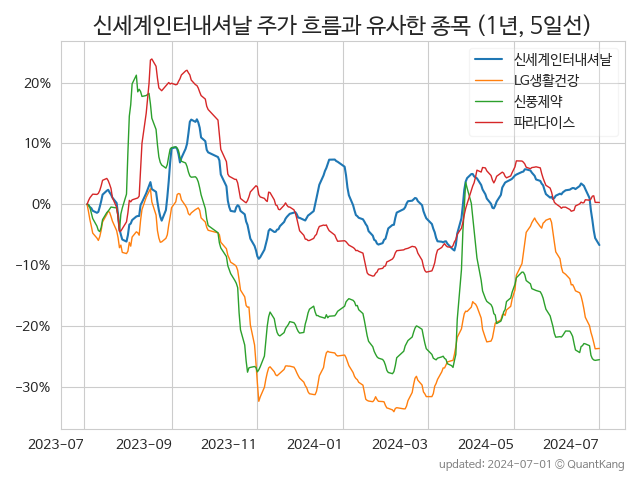 신세계인터내셔날 주가 흐름과 유사한 종목 (1년, 5일선)
신세계인터내셔날
LG생활건강
신풍제약
파라다이스
20%
10%
0%
−10%
−20%
−30%
2023-07
2023-09
2023-11
2024-01
2024-03
2024-05
2024-07
updated: 2024-07-01 © QuantKang